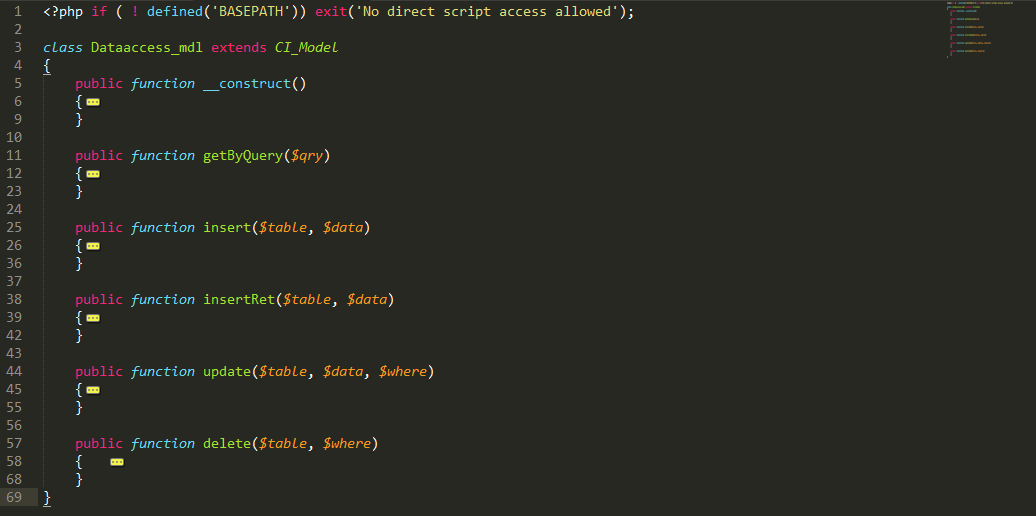 1 <?php if ( ! defined('BASEPATH')) exit('No direct script access allowed');
2
3 class Dataaccess_mdl extends CI_Model
4 {
5     public function __construct()
6     {
9     }
10
11     public function getByQuery($qry)
12     {
23     }
24
25     public function insert($table, $data)
26     {
36     }
37
38     public function insertRet($table, $data)
39     {
42     }
43
44     public function update($table, $data, $where)
45     {
55     }
56
57     public function delete($table, $where)
58     {
68     }
69 }